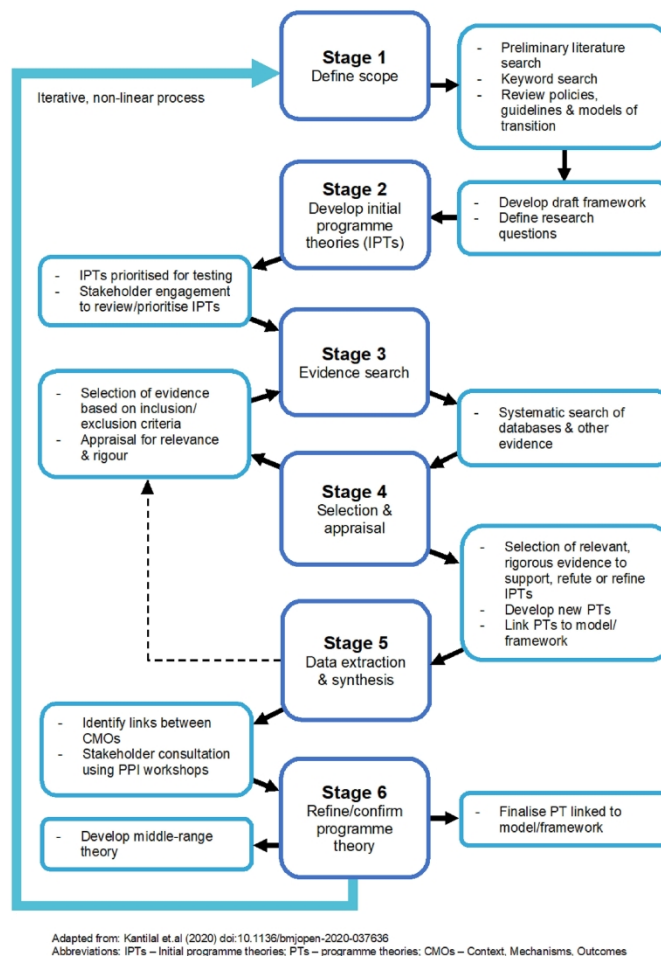 Stage 1
Define scope
- Preliminary literature
search
- Keyword search
- Review policies,
guidelines & models of
transition
Iterative, non-linear process
Stage 2
Develop initial
programme
theories (IPTs)
- Develop draft framework
- Define research
questions
- IPTs prioritised for testing
- Stakeholder engagement
to review/prioritise IPTs
Stage 3
Evidence search
- Selection of evidence
based on inclusion/
exclusion criteria
- Appraisal for relevance
& rigour
- Systematic search of
databases & other
evidence
Stage 4
Selection &
appraisal
- Selection of relevant,
rigorous evidence to
support, refute or refine
IPTs
- Develop new PTs
- Link PTs to model/
framework
Stage 5
Data extraction
& synthesis
- Identify links between
CMOs
- Stakeholder consultation
using PPI workshops
Stage 6
Refine/confirm
programme
theory
- Finalise PT linked to
model/framework
- Develop middle-range
theory
Adapted from: Kantilal et.al (2020) doi:10.1136/bmjopen-2020-037636
Abbreviations: IPTs – Initial programme theories; PTs – programme theories; CMOs – Context, Mechanisms, Outcomes